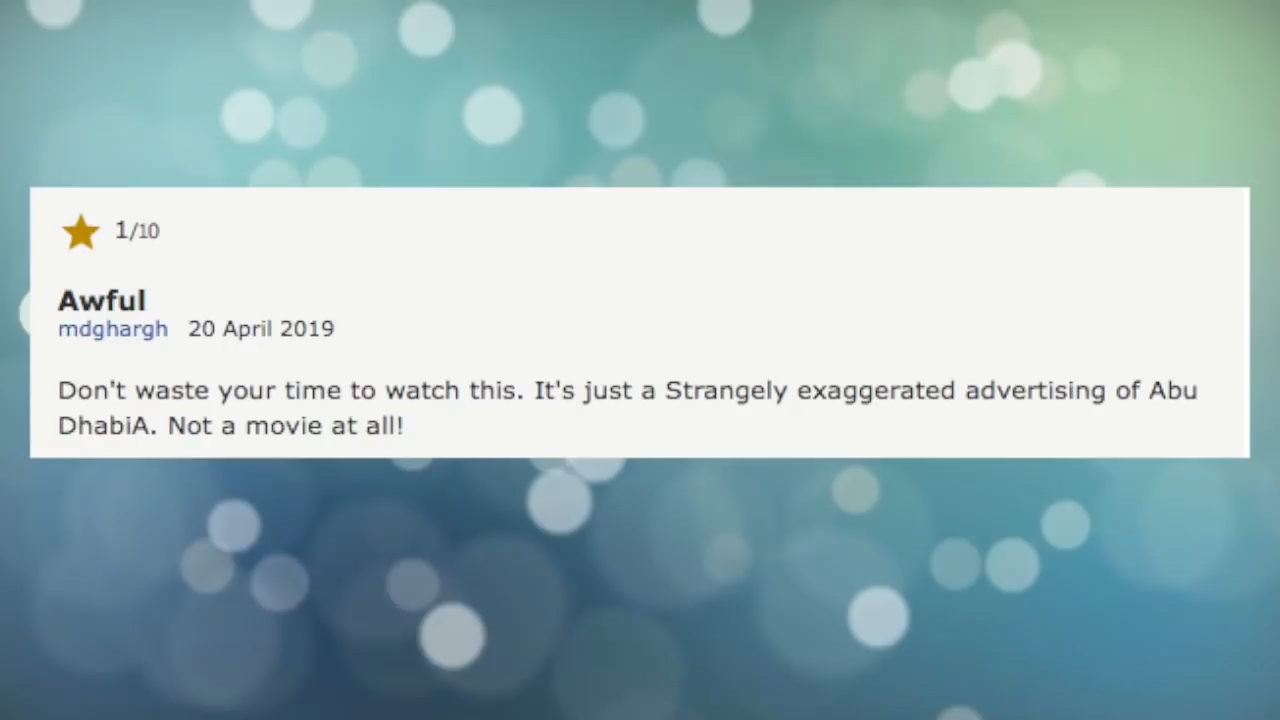 1/10
Awful
mdghargh 20 April 2019
Don't waste your time to watch this. It's just a Strangely exaggerated advertising of Abu
DhabiA. Not a movie at all!